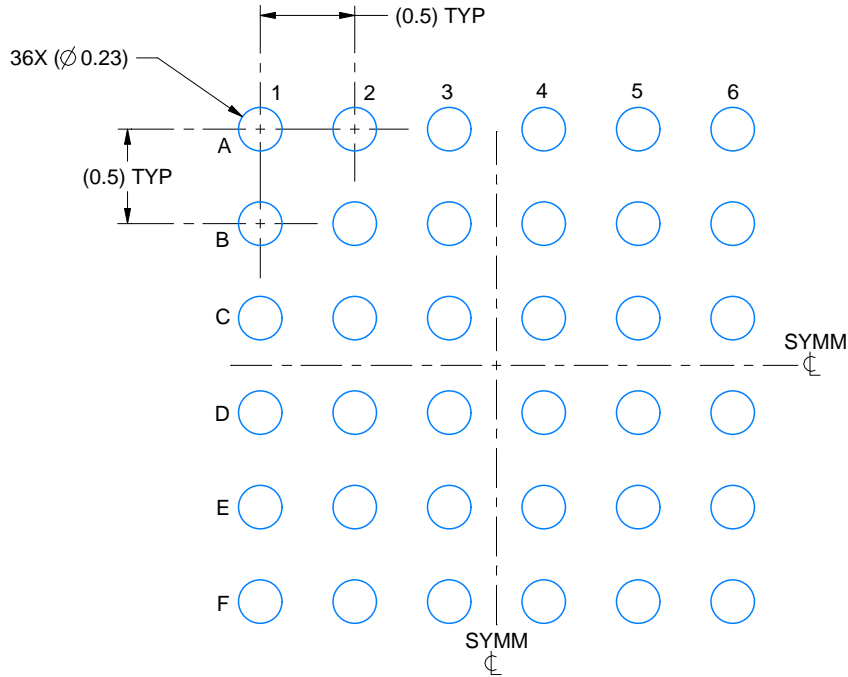 (0.5) TYP
36X (∅ 0.23)
1 2 3 4 5 6
A
(0.5) TYP
B
C
SYMM
℄
D
E
F
SYMM
℄